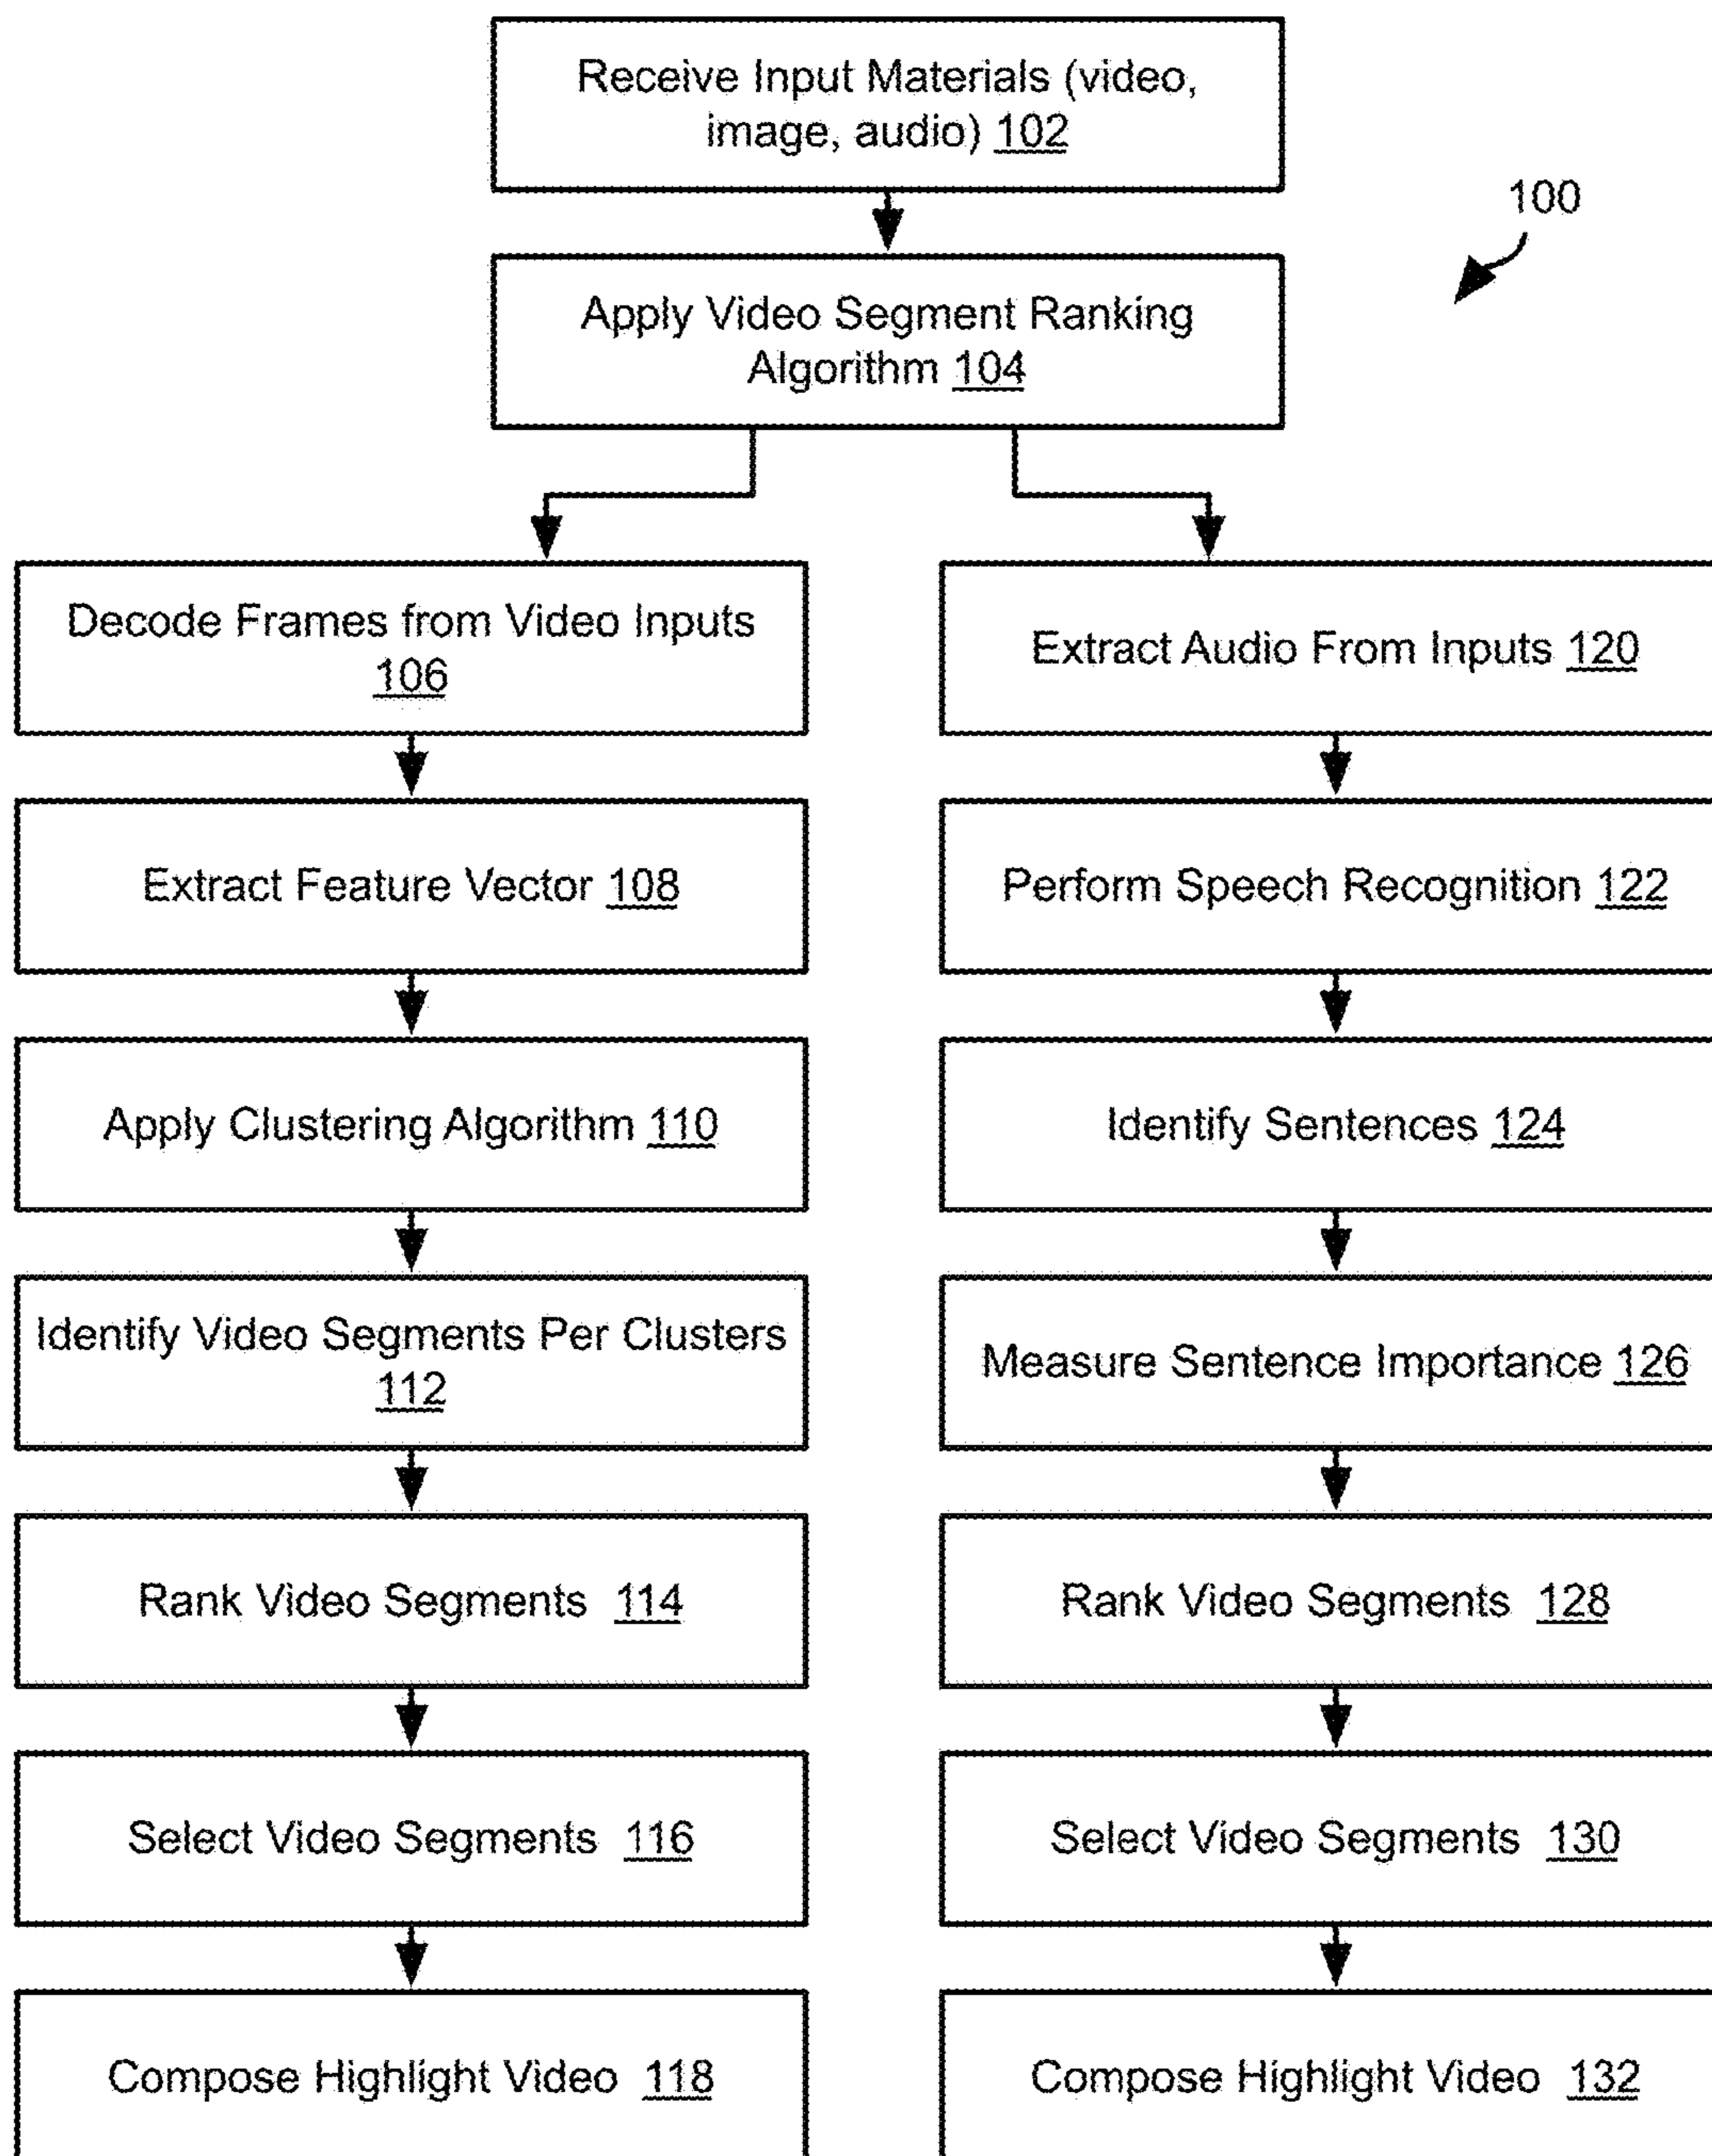 Receive Input Materials (video,
image, audio) 102
100
Apply Video Segment Ranking
Algorithm 104
Decode Frames from Video Inputs
106
Extract Feature Vector 108
Apply Clustering Algorithm 110
Identify Video Segments Per Clusters
112
Rank Video Segments 114
Select Video Segments 116
Compose Highlight Video 118
Extract Audio From Inputs 120
Perform Speech Recognition 122
Identify Sentences 124
Measure Sentence Importance 126
Rank Video Segments 128
Select Video Segments 130
Compose Highlight Video 132